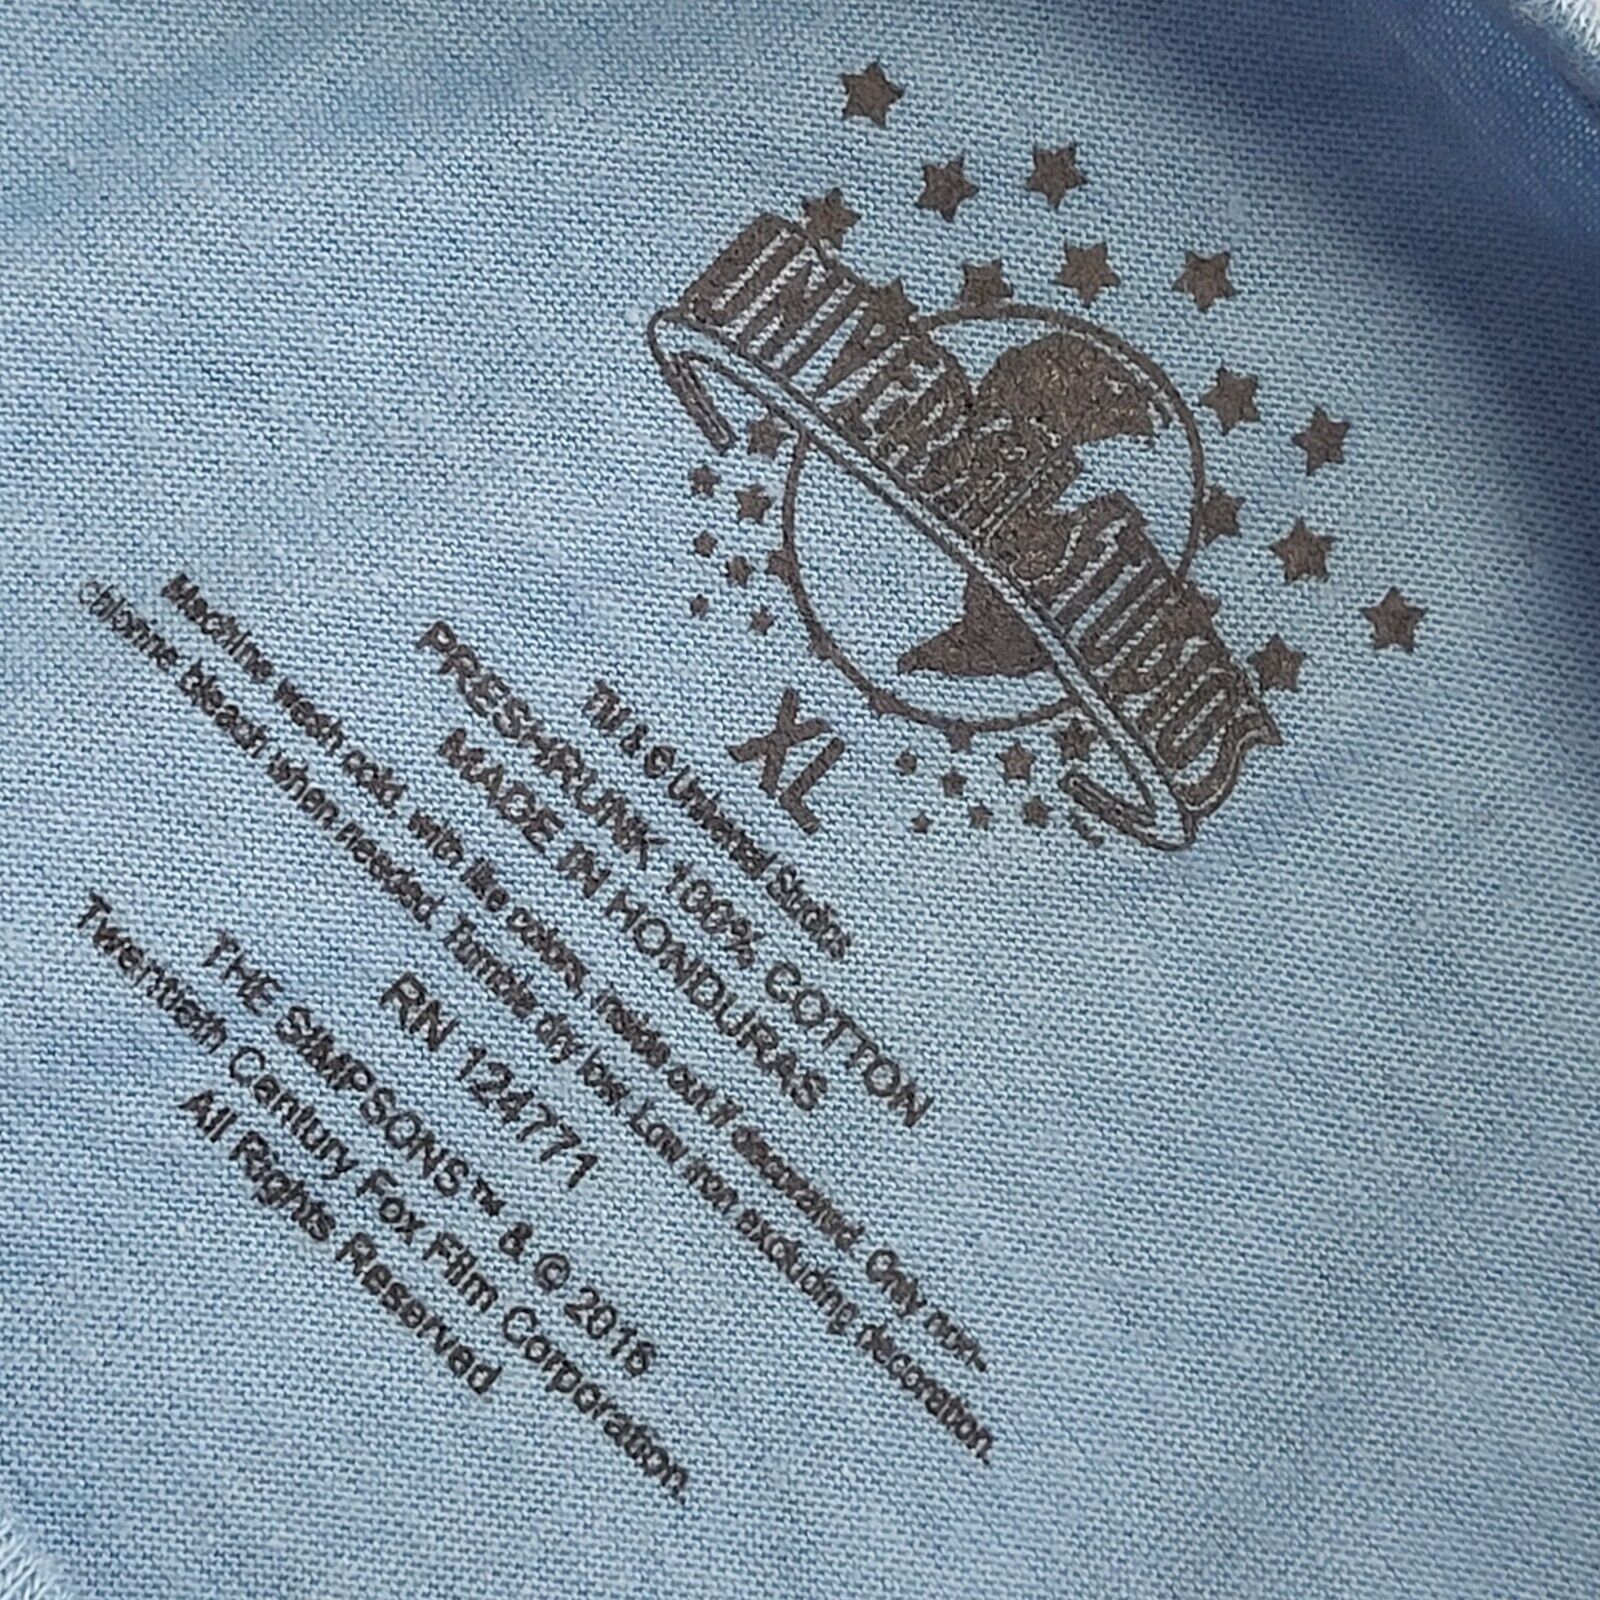 UNIVERSAL STUDIOS
XL
TM & © Universal Studios
PRESHRUNK 100% COTTON
MADE IN HONDURAS
Machine wash cold, with like colors, inside out if decorated. Only non-
chlorine bleach when needed. Tumble dry low. Low iron excluding decoration.
RN 124771
THE SIMPSONS™ & © 2016
Twentieth Century Fox Film Corporation.
All Rights Reserved.